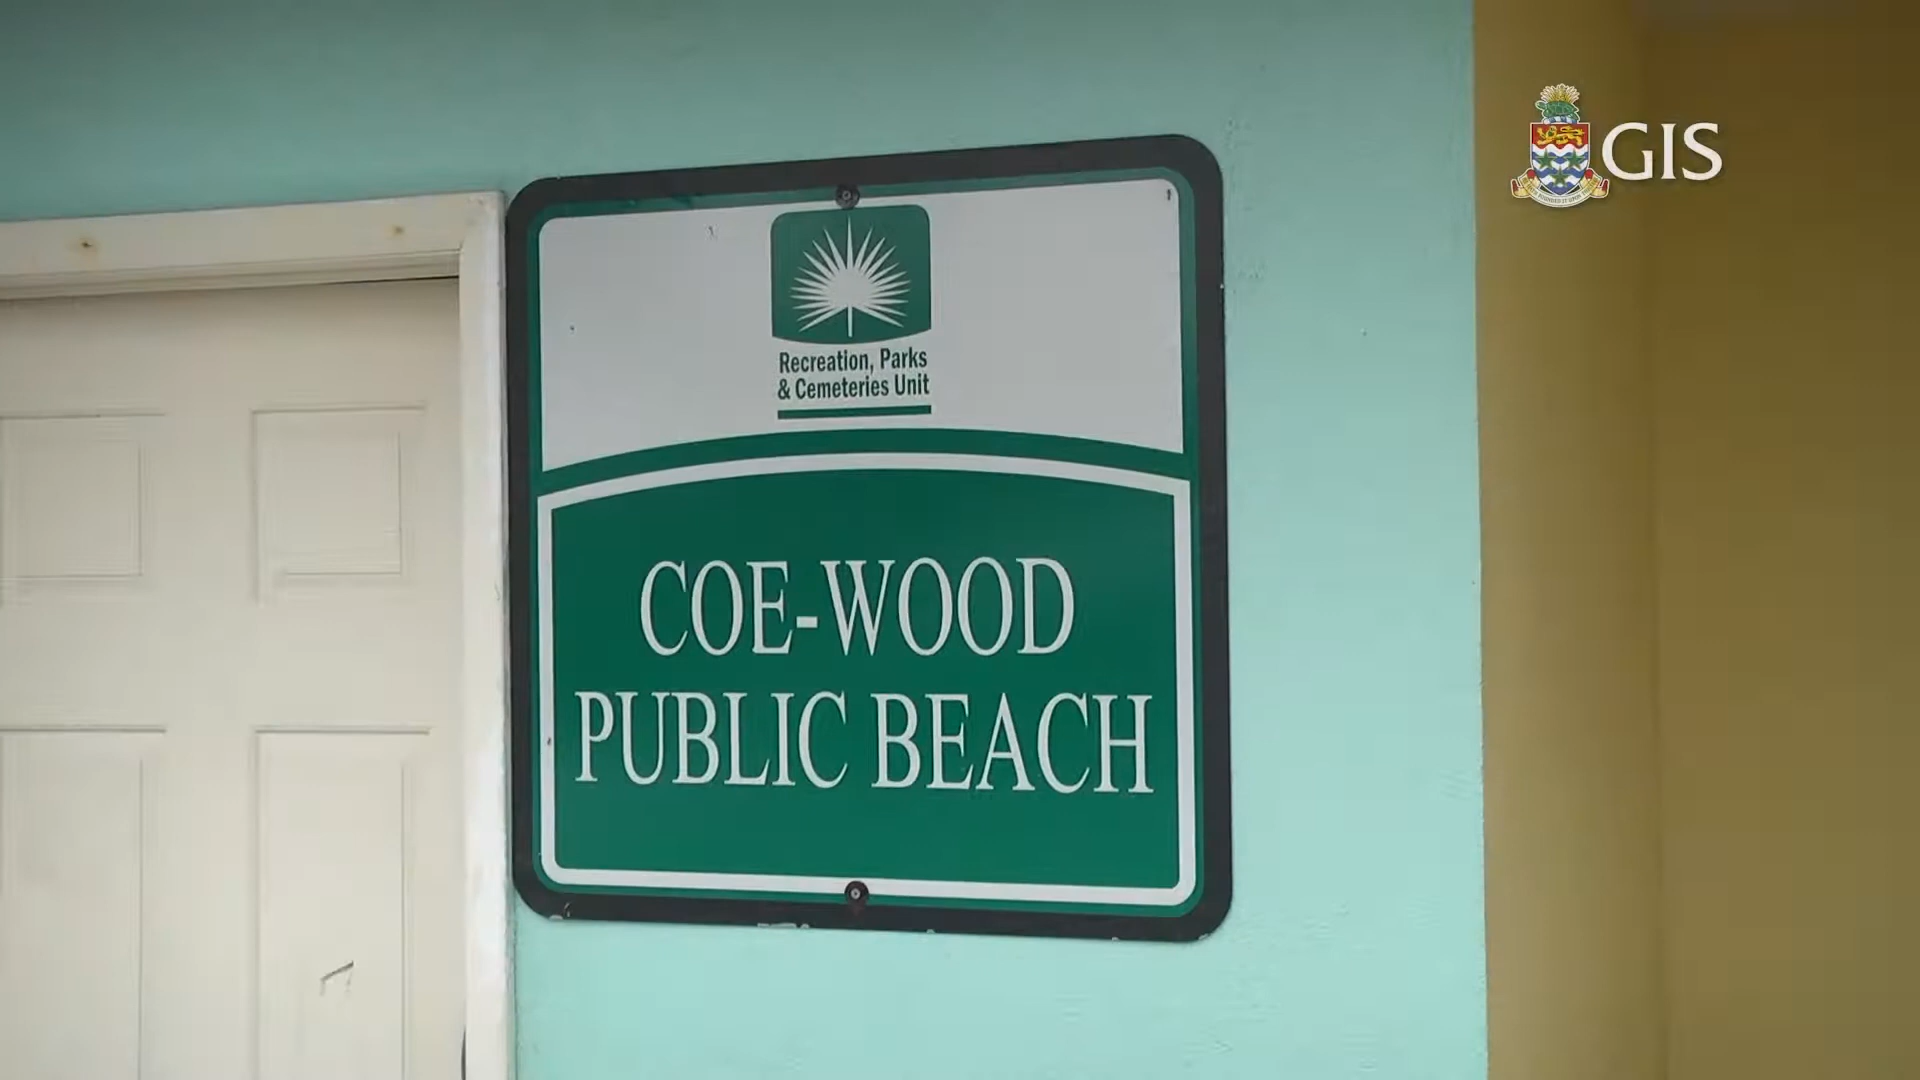 GIS
Recreation, Parks
& Cemeteries Unit
COE-WOOD
PUBLIC BEACH